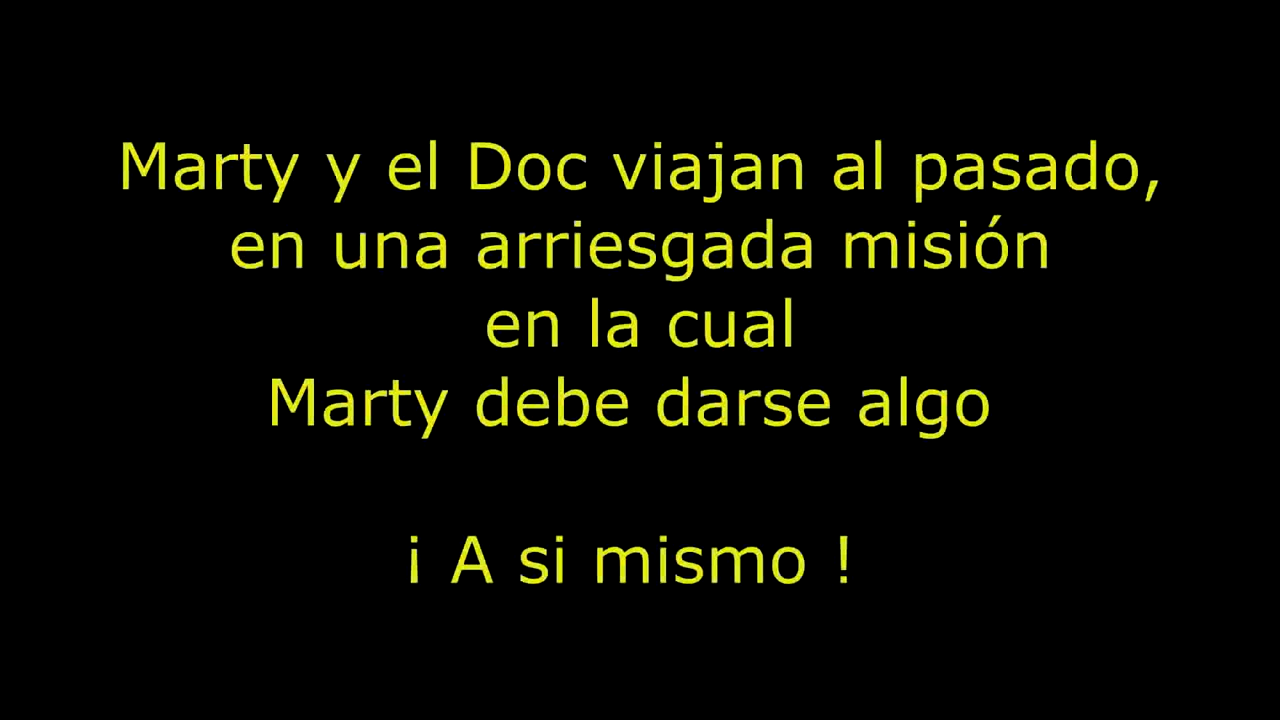 Marty y el Doc viajan al pasado,
en una arriesgada misión
en la cual
Marty debe darse algo
¡ A si mismo !